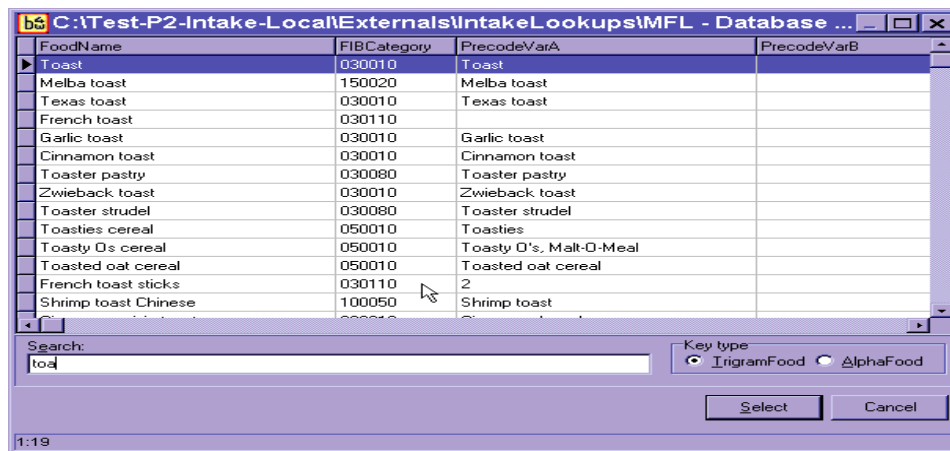 bs C:\Test-P2-Intake-Local\Externals\IntakeLookups\MFL - Database ...
FoodName FIBCategory PrecodeVarA PrecodeVarB
Toast 030010 Toast
Melba toast 150020 Melba toast
Texas toast 030010 Texas toast
French toast 030110
Garlic toast 030010 Garlic toast
Cinnamon toast 030010 Cinnamon toast
Toaster pastry 030080 Toaster pastry
Zwieback toast 030010 Zwieback toast
Toaster strudel 030080 Toaster strudel
Toasties cereal 050010 Toasties
Toasty Os cereal 050010 Toasty O's, Malt-O-Meal
Toasted oat cereal 050010 Toasted oat cereal
French toast sticks 030110 2
Shrimp toast Chinese 100050 Shrimp toast
Search: Key type
toa TrigramFood AlphaFood
Select Cancel
1:19